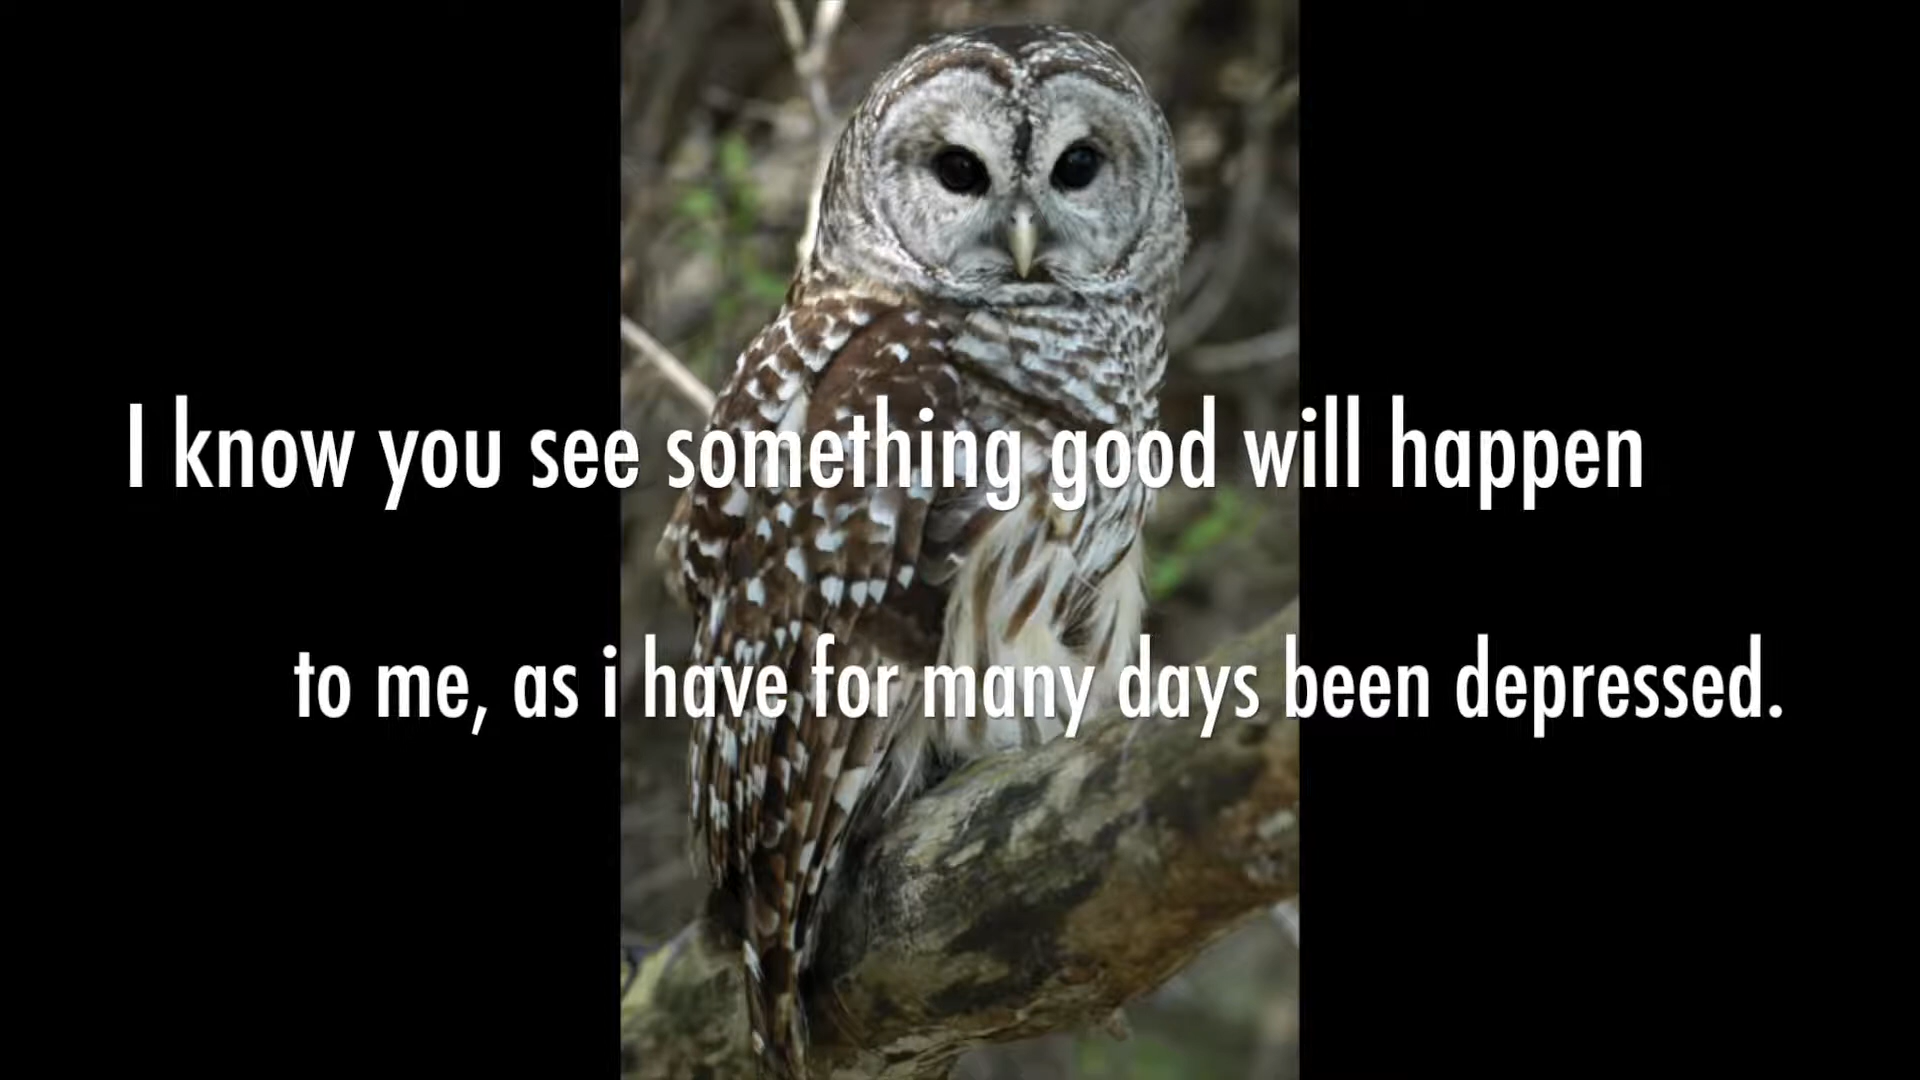 I know you see something good will happen
to me, as i have for many days been depressed.